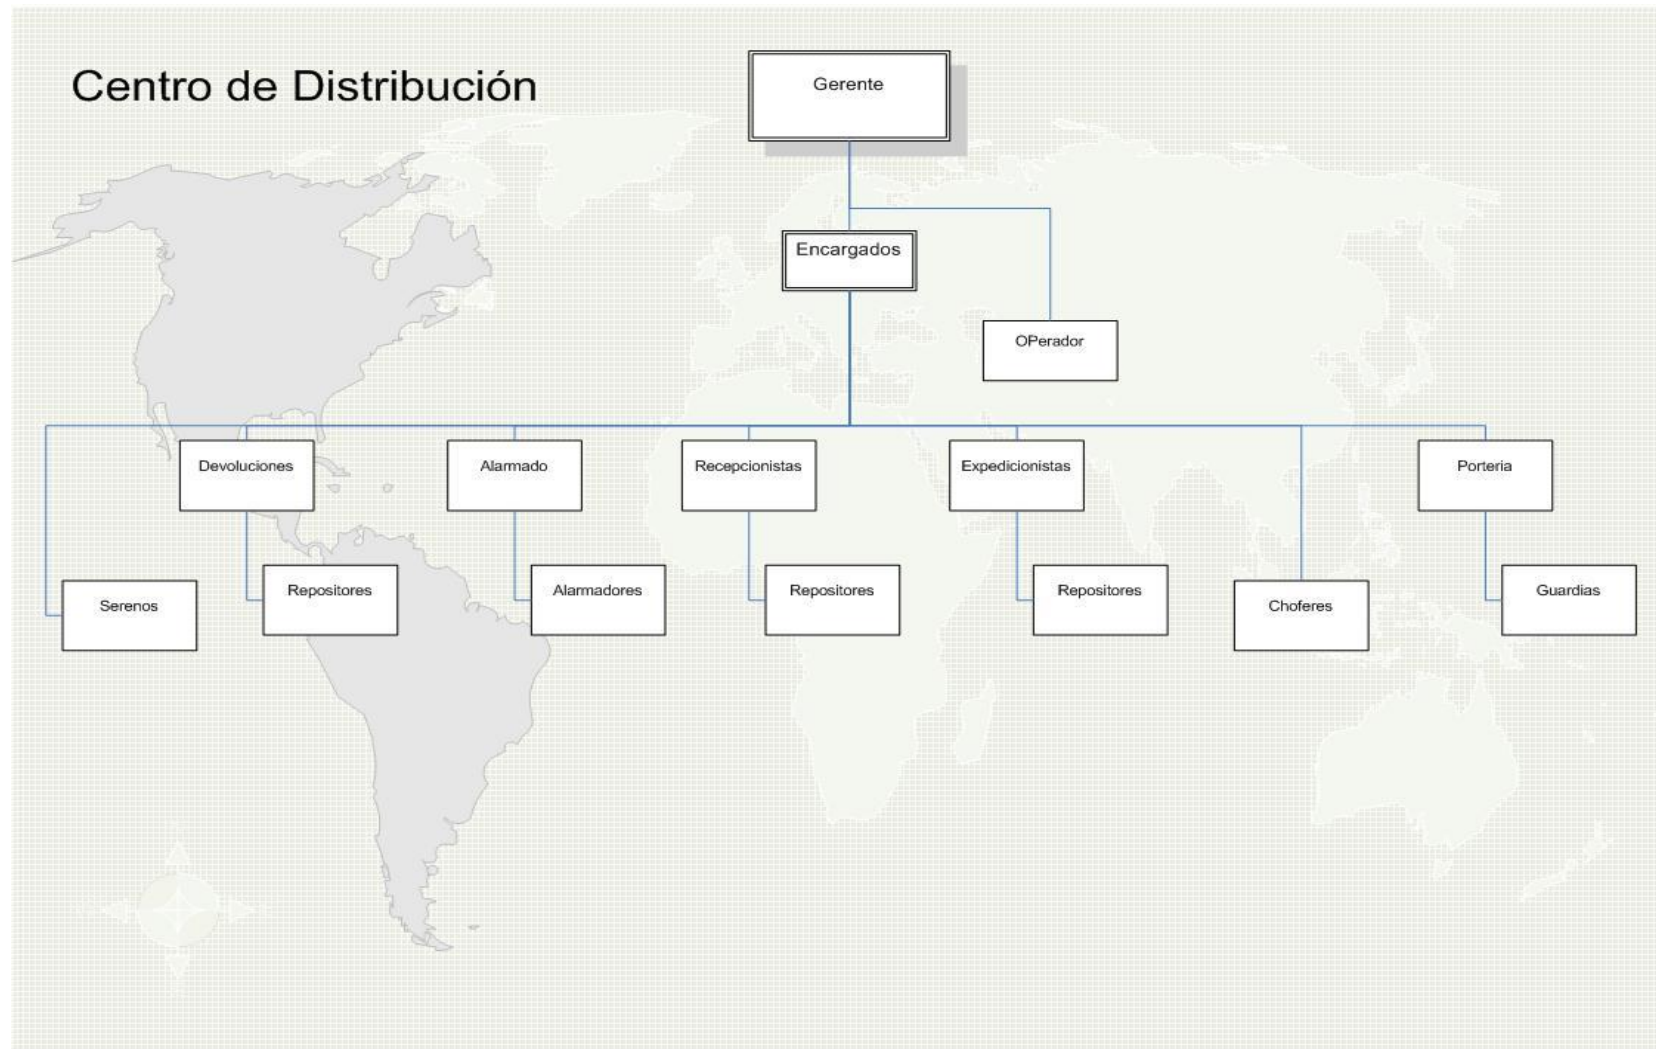 Centro de Distribución
Gerente
Encargados
OPerador
Devoluciones
Alarmado
Recepcionistas
Expedicionistas
Porteria
Serenos
Repositores
Alarmadores
Repositores
Repositores
Choferes
Guardias